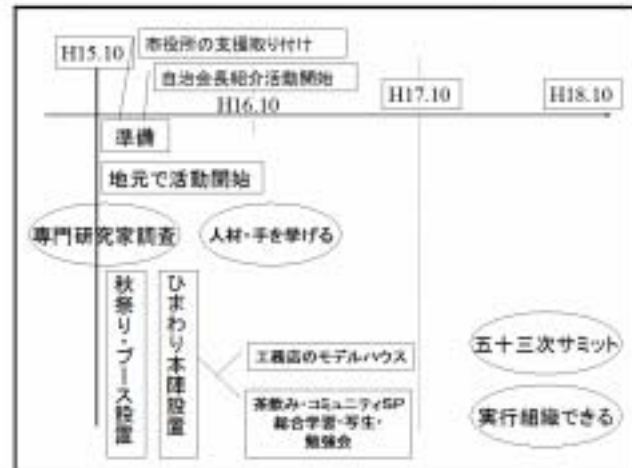 市役所の支援取り付け
H15.10
自治会長紹介活動開始
H16.10
H17.10
H18.10
準備
地元で活動開始
専門研究家調査
人材・手を挙げる
秋祭り・ブース設置
ひまわり本陣設置
工務店のモデルハウス
茶飲み・コミュニティSP
総合学習・写生・
勉強会
五十三次サミット
実行組織できる